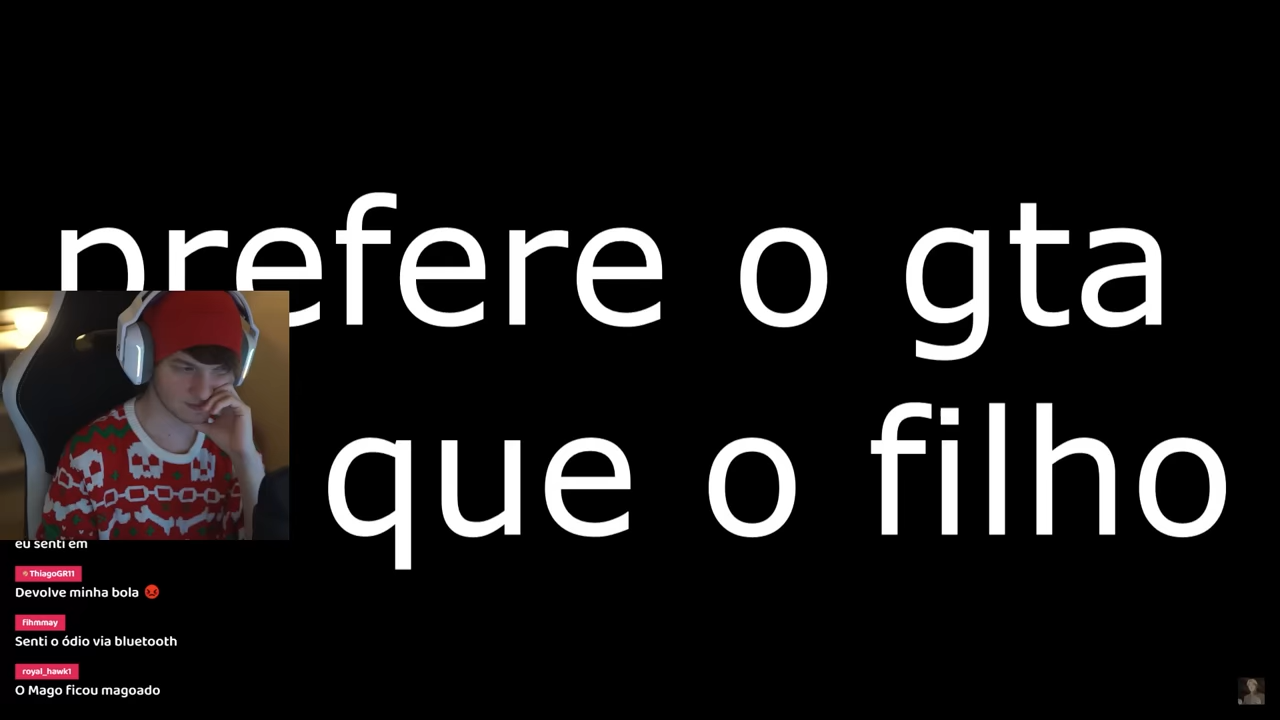 prefere o gta
que o filho
eu senti em
ThiagoGR11
Devolve minha bola
fihmmay
Senti o ódio via bluetooth
royal_hawk1
O Mago ficou magoado